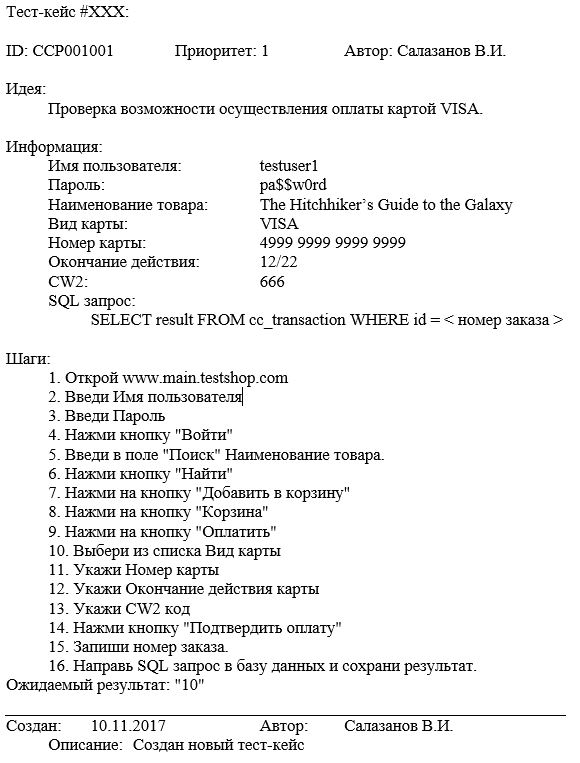 Тест-кейс #XXX:
ID: CCP001001 Приоритет: 1 Автор: Салазанов В.И.
Идея:
Проверка возможности осуществления оплаты картой VISA.
Информация:
Имя пользователя: testuser1
Пароль: pa$$w0rd
Наименование товара: The Hitchhiker’s Guide to the Galaxy
Вид карты: VISA
Номер карты: 4999 9999 9999 9999
Окончание действия: 12/22
CW2: 666
SQL запрос:
SELECT result FROM cc_transaction WHERE id = < номер заказа >
Шаги:
1. Открой www.main.testshop.com
2. Введи Имя пользователя
3. Введи Пароль
4. Нажми кнопку "Войти"
5. Введи в поле "Поиск" Наименование товара.
6. Нажми кнопку "Найти"
7. Нажми на кнопку "Добавить в корзину"
8. Нажми на кнопку "Корзина"
9. Нажми на кнопку "Оплатить"
10. Выбери из списка Вид карты
11. Укажи Номер карты
12. Укажи Окончание действия карты
13. Укажи CW2 код
14. Нажми кнопку "Подтвердить оплату"
15. Запиши номер заказа.
16. Направь SQL запрос в базу данных и сохрани результат.
Ожидаемый результат: "10"
Создан: 10.11.2017 Автор: Салазанов В.И.
Описание: Создан новый тест-кейс